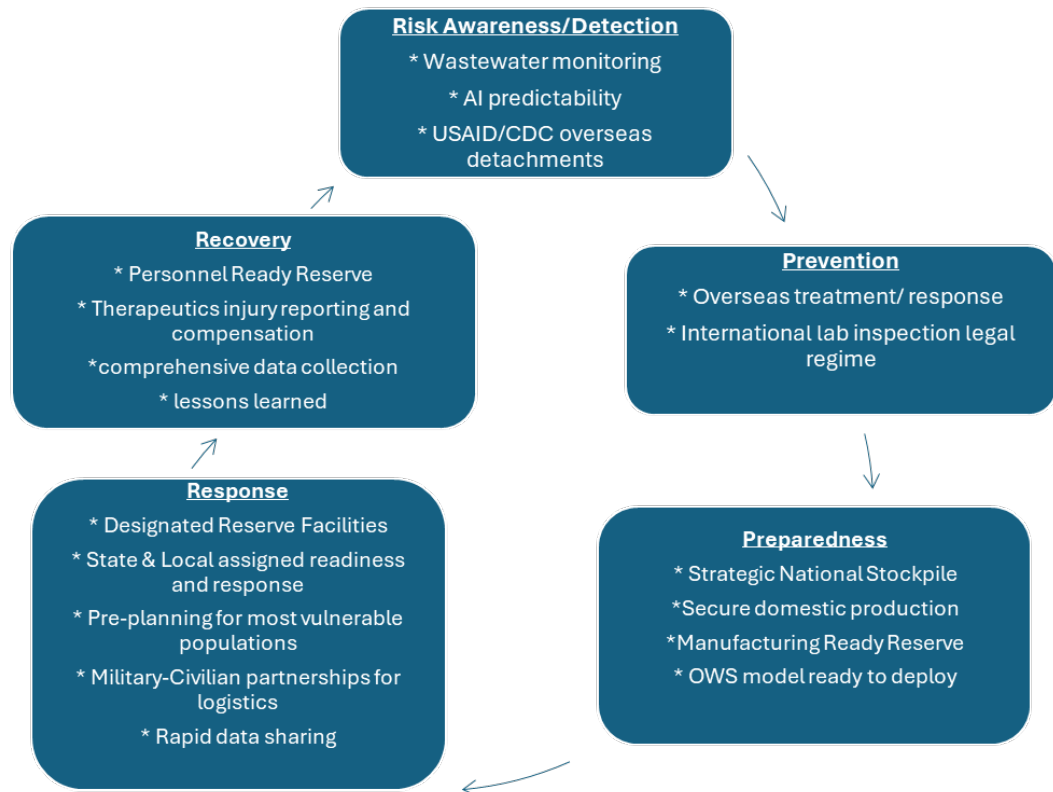 Risk Awareness/Detection
* Wastewater monitoring
* AI predictability
* USAID/CDC overseas
detachments
Prevention
* Overseas treatment/ response
* International lab inspection legal
regime
Preparedness
* Strategic National Stockpile
*Secure domestic production
*Manufacturing Ready Reserve
* OWS model ready to deploy
Response
* Designated Reserve Facilities
* State & Local assigned readiness
and response
* Pre-planning for most vulnerable
populations
* Military-Civilian partnerships for
logistics
* Rapid data sharing
Recovery
* Personnel Ready Reserve
* Therapeutics injury reporting and
compensation
*comprehensive data collection
* lessons learned